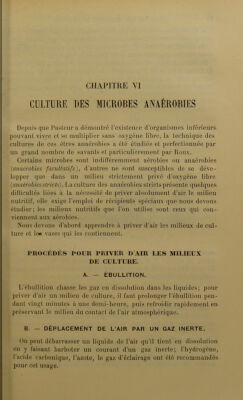 CHAPITRE VI
CULTURE DES MICROBES ANAÉROBIES
Depuis que Pasteur a démontré l'existence d'organismes inférieurs
pouvant vivre et se multiplier sans oxygène libre, la technique des
cultures de ces êtres anaérobies a été étudiée et perfectionnée par
un grand nombre de savants et particulièrement par Roux.
Certains microbes sont indifféremment aérobies ou anaérobies
(anaérobies facultatifs), d'autres ne sont susceptibles de se déve-
lopper que dans un milieu strictement privé d'oxygène libre
(anaérobies stricts). La culture des anaérobies stricts présente quelques
difficultés liées à la nécessité de priver absolument d'air le milieu
nutritif, elle exige l'emploi de récipients spéciaux que nous devons
étudier; les milieux nutritifs que l'on utilise sont ceux qui con-
viennent aux aérobies.
Nous devons d'abord apprendre à priver d'air les milieux de cul-
ture et les vases qui les contiennent.
PROCÉDÉS POUR PRIVER D'AIR LES MILIEUX
DE CULTURE.
A. — ÉBULLITION.
L'ébullition chasse les gaz en dissolution dans les liquides; pour
priver d'air un milieu de culture, il faut prolonger l'ébullition pen-
dant vingt minutes à une demi-heure, puis refroidir rapidement en
préservant le milieu du contact de l'air atmosphérique.
B. — DÉPLACEMENT DE L'AIR PAR UN GAZ INERTE.
On peut débarrasser un liquide de l'air qu'il tient en dissolution
en y faisant barboter un courant d'un gaz inerte; l'hydrogène,
l'acide carbonique, l'azote, le gaz d'éclairage ont été recommandés
pour cet usage.